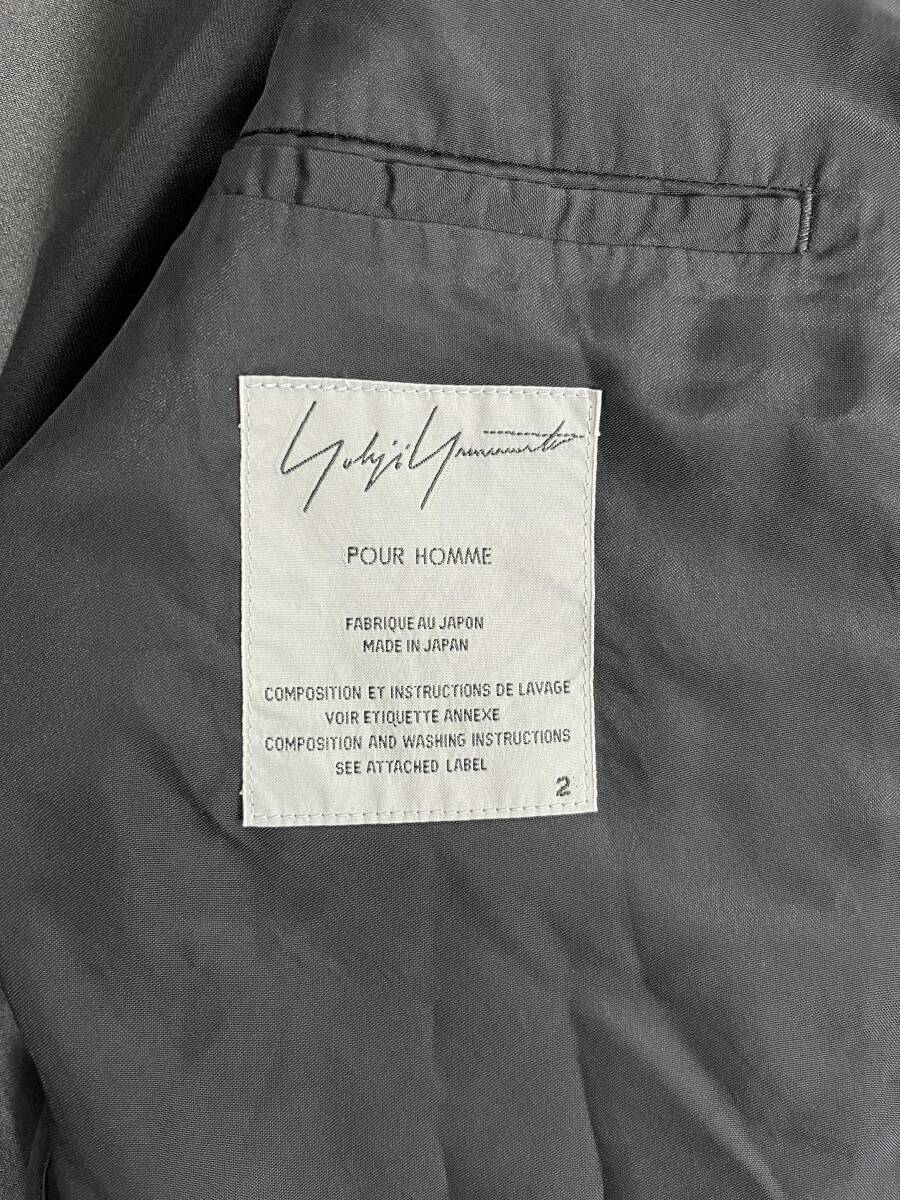 Yohji Yamamoto
POUR HOMME
FABRIQUE AU JAPON
MADE IN JAPAN
COMPOSITION ET INSTRUCTIONS DE LAVAGE
VOIR ETIQUETTE ANNEXE
COMPOSITION AND WASHING INSTRUCTIONS
SEE ATTACHED LABEL
2